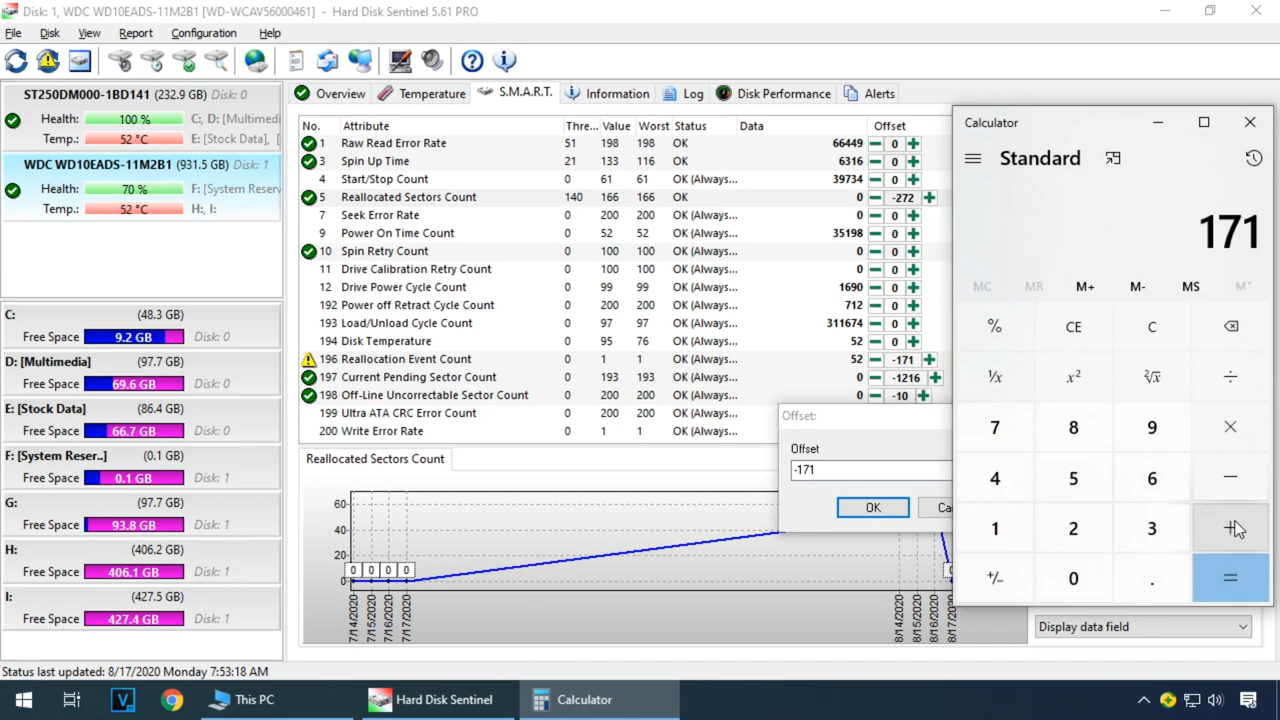 Disk: 1, WDC WD10EADS-11M2B1 [WD-WCAV56000461] - Hard Disk Sentinel 5.61 PRO
File Disk View Report Configuration Help
ST250DM000-1BD141 (232.9 GB) Disk: 0
Health: 100 % C:, D: [Multimedi
Temp.: 52 °C E: [Stock Data], [
WDC WD10EADS-11M2B1 (931.5 GB) Disk: 1
Health: 70 % F: [System Reser
Temp.: 52 °C H:, I:
C: (48.3 GB)
Free Space 9.2 GB Disk: 0
D: [Multimedia] (97.7 GB)
Free Space 69.6 GB Disk: 0
E: [Stock Data] (86.4 GB)
Free Space 66.7 GB Disk: 0
F: [System Reser..] (0.1 GB)
Free Space 0.1 GB Disk: 1
G: (97.7 GB)
Free Space 93.8 GB Disk: 1
H: (406.2 GB)
Free Space 406.1 GB Disk: 1
I: (427.5 GB)
Free Space 427.4 GB Disk: 1
Overview Temperature S.M.A.R.T. Information Log Disk Performance Alerts
No. Attribute Thre... Value Worst Status Data Offset
1 Raw Read Error Rate 51 198 198 OK 66449 0
3 Spin Up Time 21 133 116 OK 6316 0
4 Start/Stop Count 0 61 61 OK (Always... 39734 0
5 Reallocated Sectors Count 140 166 166 OK 0 -272
7 Seek Error Rate 0 200 200 OK (Always... 0 0
9 Power On Time Count 0 52 52 OK (Always... 35198 0
10 Spin Retry Count 0 100 100 OK (Always... 0 0
11 Drive Calibration Retry Count 0 100 100 OK (Always... 0 0
12 Drive Power Cycle Count 0 99 99 OK (Always... 1690 0
192 Power off Retract Cycle Count 0 200 200 OK (Always... 712 0
193 Load/Unload Cycle Count 0 97 97 OK (Always... 311674 0
194 Disk Temperature 0 95 76 OK (Always... 52 0
196 Reallocation Event Count 0 1 1 OK (Always... 52 -171
197 Current Pending Sector Count 0 193 193 OK (Always... 0 -1216
198 Off-Line Uncorrectable Sector Count 0 200 200 OK (Always... 0 -10
199 Ultra ATA CRC Error Count 0 200 200 OK (Always...
200 Write Error Rate 0 1 1 OK (Always...
Offset:
Offset
-171
OK Ca
Reallocated Sectors Count
60
40
20
0
0 0 0 0 0
7/14/2020 7/15/2020 7/16/2020 7/17/2020 8/14/2020 8/15/2020 8/16/2020 8/17/2020
Display data field
Calculator
Standard
171
MC MR M+ M- MS M˅
% CE C
¹/x x² ²√x ÷
7 8 9 ×
4 5 6 −
1 2 3 +
+/- 0 . =
Status last updated: 8/17/2020 Monday 7:53:18 AM
V This PC Hard Disk Sentinel Calculator